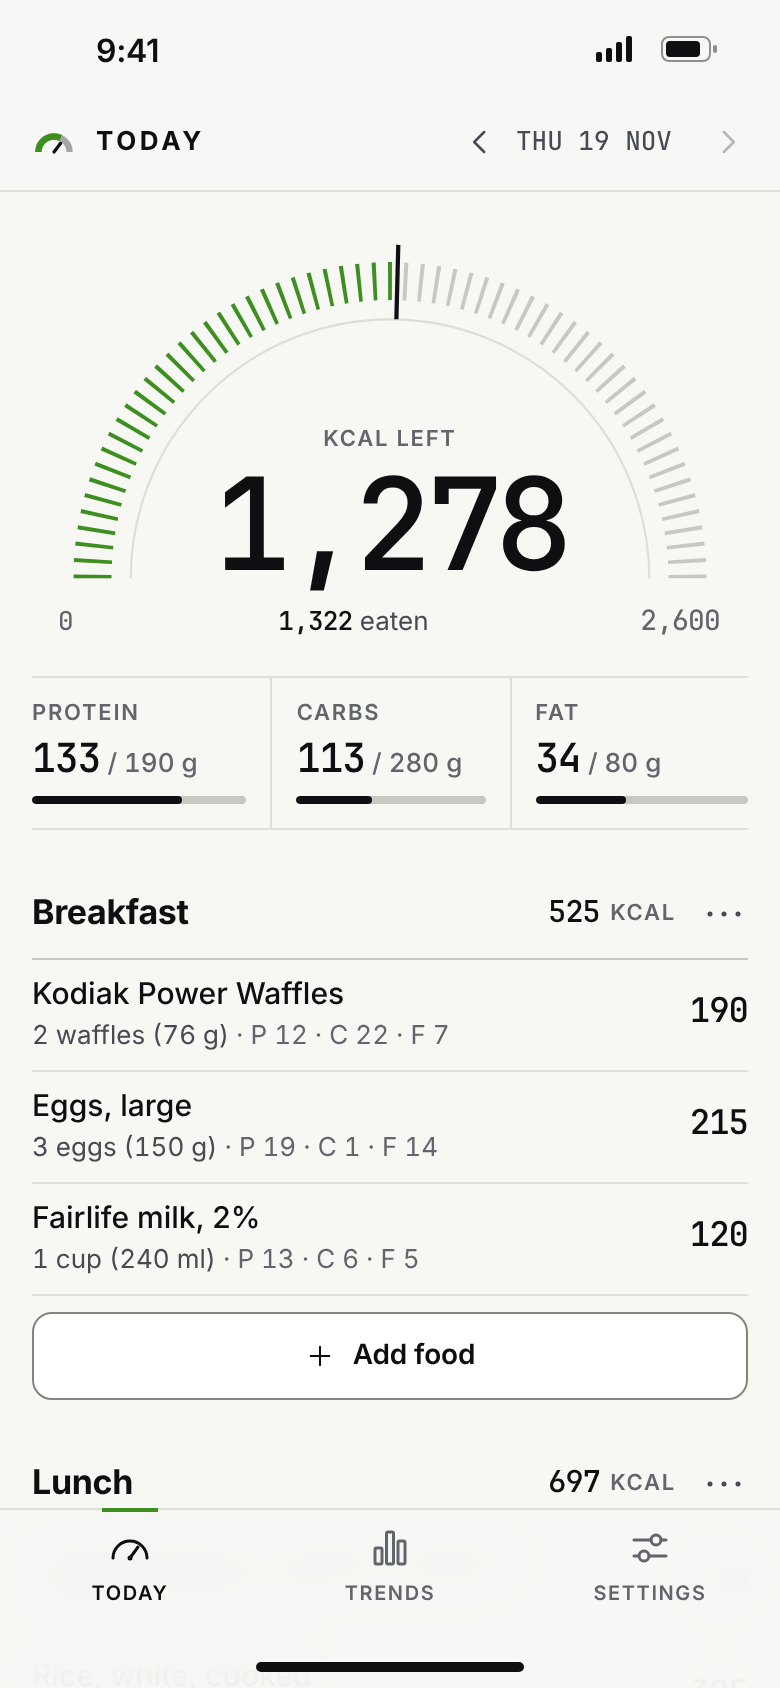 9:41
TODAY
THU 19 NOV
KCAL LEFT
1,278
0
1,322 eaten
2,600
PROTEIN
133 / 190 g
CARBS
113 / 280 g
FAT
34 / 80 g
Breakfast
525 KCAL
Kodiak Power Waffles
2 waffles (76 g) · P 12 · C 22 · F 7
190
Eggs, large
3 eggs (150 g) · P 19 · C 1 · F 14
215
Fairlife milk, 2%
1 cup (240 ml) · P 13 · C 6 · F 5
120
+ Add food
Lunch
697 KCAL
TODAY
TRENDS
SETTINGS
Rice, white, cooked